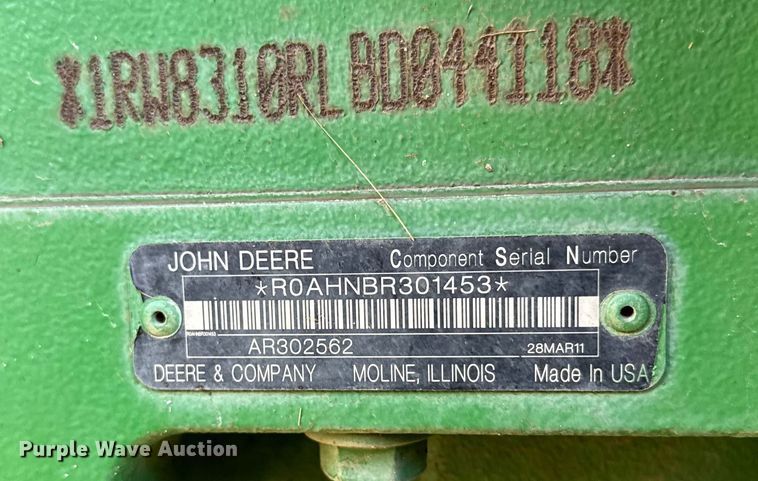 *1RW8310RLBD044118*
JOHN DEERE Component Serial Number
*R0AHNBR301453*
AR302562 28MAR11
DEERE & COMPANY MOLINE, ILLINOIS Made In USA
Purple Wave Auction